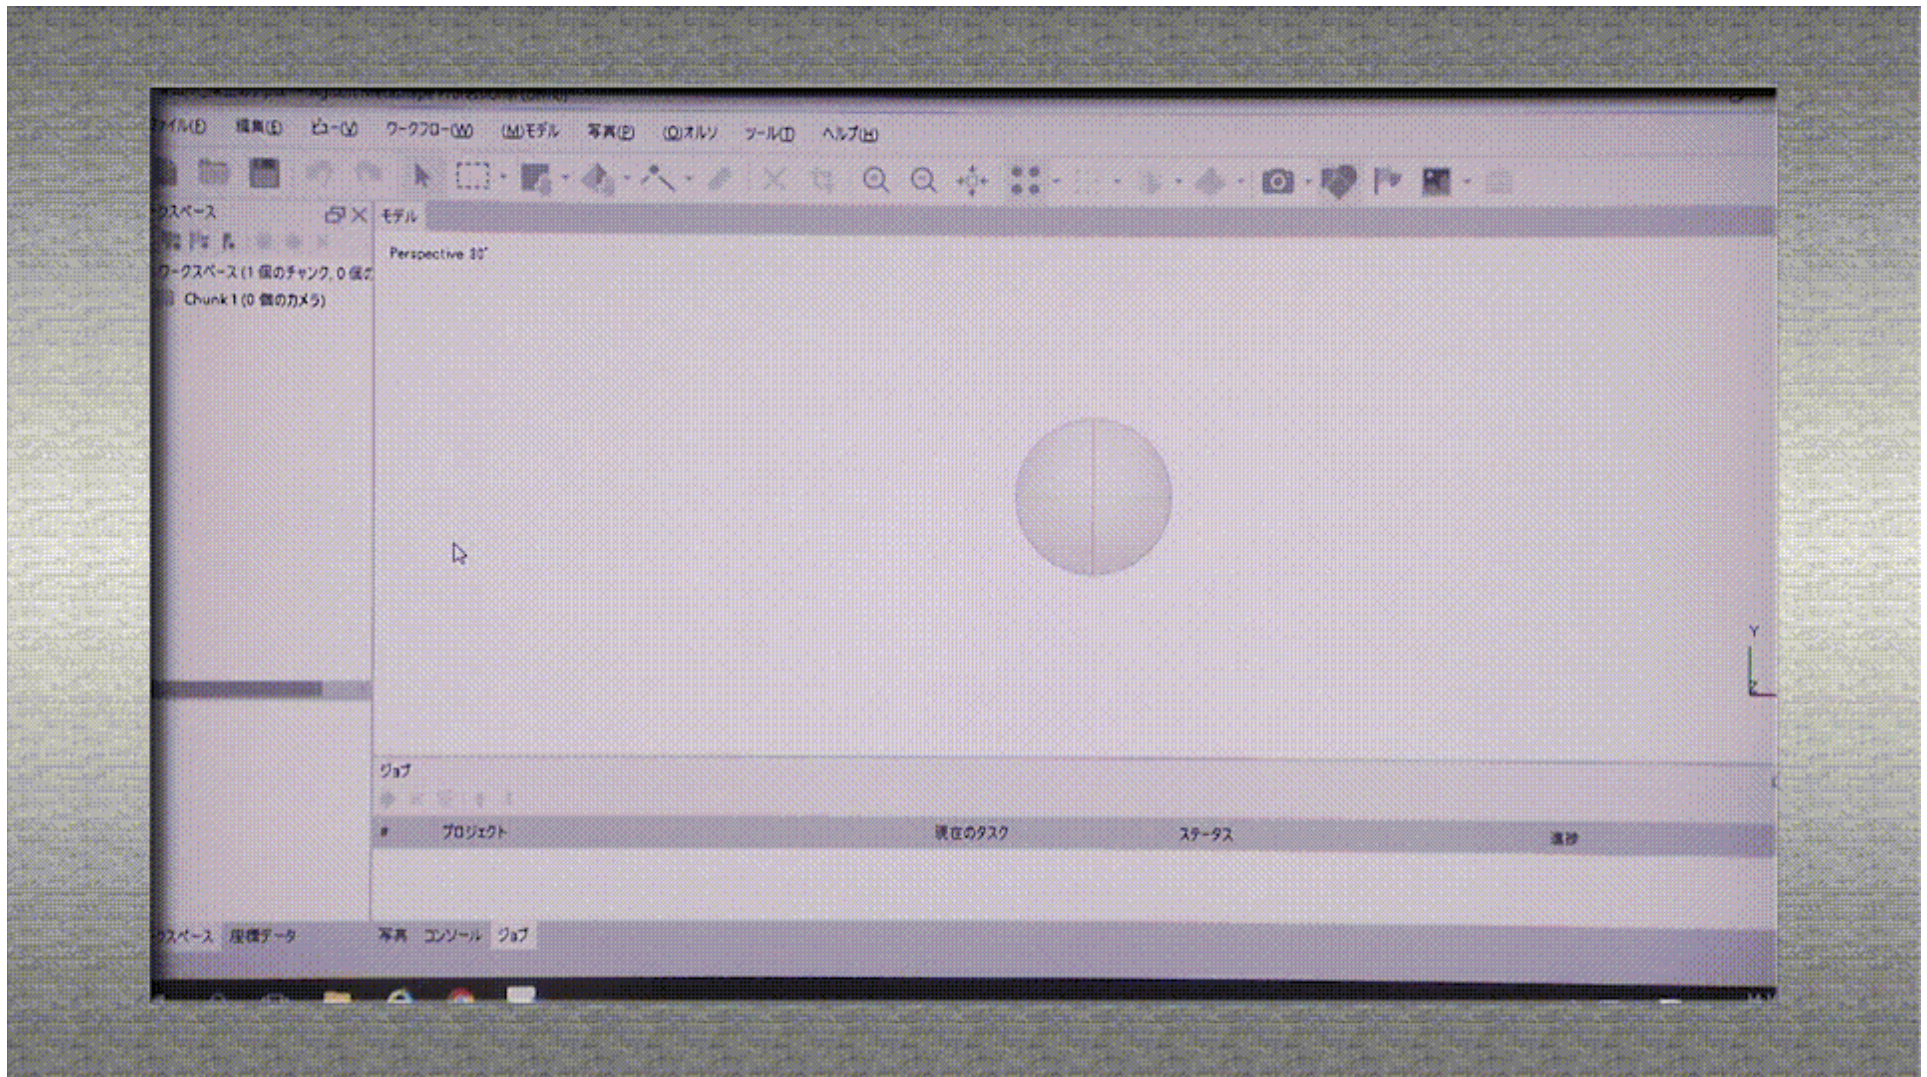 編集(E) ビュー(V) ワークフロー(W) (M)モデル 写真(P) (O)オルソ ツール(T) ヘルプ(H)
モデル
Perspective 30°
ワークスペース (1 個のチャンク, 0 個の
Chunk 1 (0 個のカメラ)
Y
Z
ジョブ
# プロジェクト 現在のタスク ステータス 進捗
座標データ 写真 コンソール ジョブ